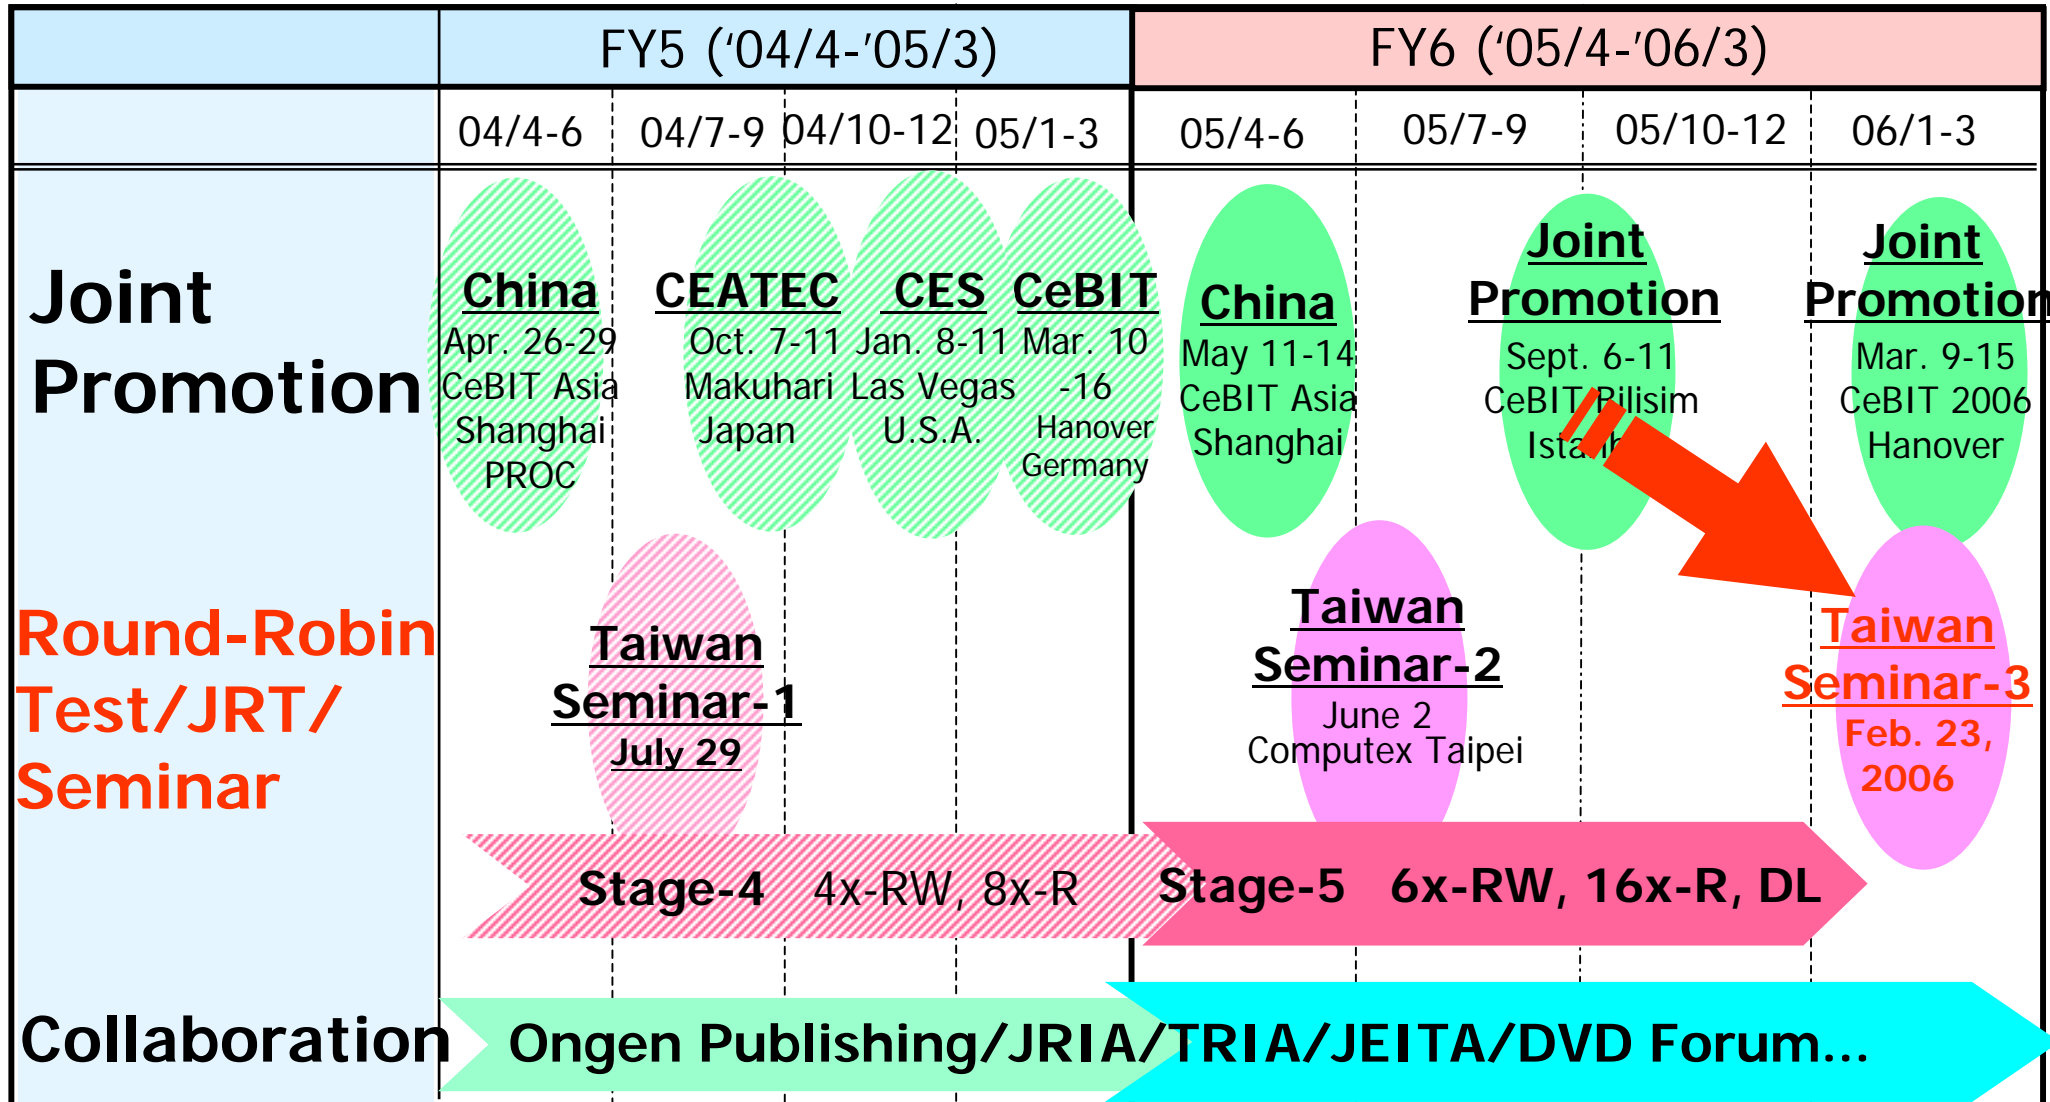 FY5 (‘04/4-’05/3)
FY6 (‘05/4-’06/3)
04/4-6
04/7-9
04/10-12
05/1-3
05/4-6
05/7-9
05/10-12
06/1-3
Joint
Promotion
China
Apr. 26-29
CeBIT Asia
Shanghai
PROC
CEATEC
Oct. 7-11
Makuhari
Japan
CES
Jan. 8-11
Las Vegas
U.S.A.
CeBIT
Mar. 10
-16
Hanover
Germany
China
May 11-14
CeBIT Asia
Shanghai
Joint
Promotion
Sept. 6-11
CeBIT Bilisim
Joint
Promotion
Mar. 9-15
CeBIT 2006
Hanover
Round-Robin
Test/JRT/
Seminar
Taiwan
Seminar-1
July 29
Taiwan
Seminar-2
June 2
Computex Taipei
Taiwan
Seminar-3
Feb. 23,
2006
Stage-4 4x-RW, 8x-R
Stage-5 6x-RW, 16x-R, DL
Collaboration
Ongen Publishing/JRIA/TRIA/JEITA/DVD Forum...